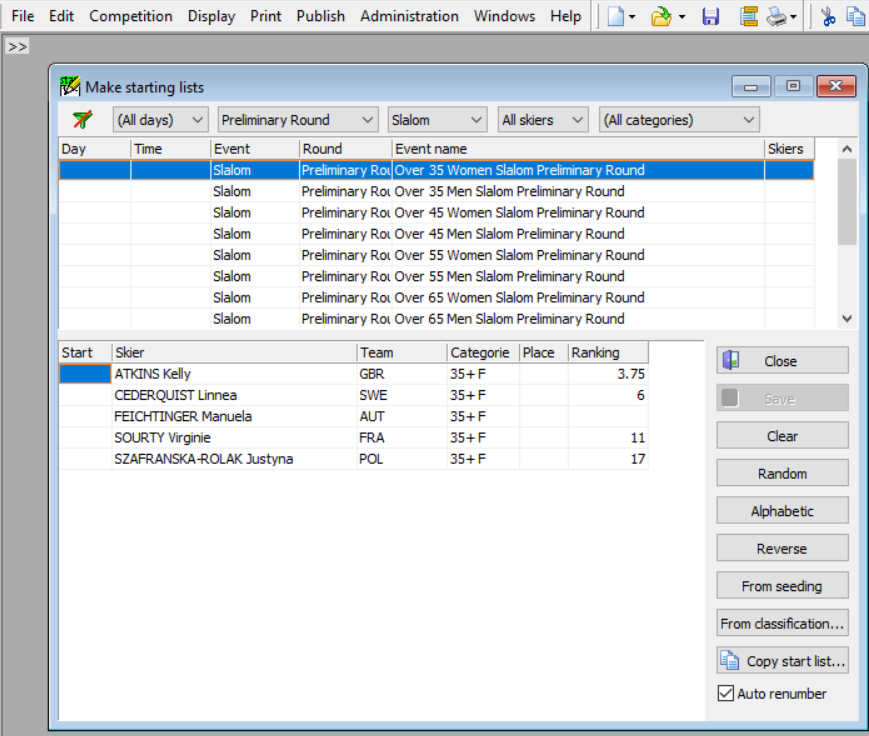 File Edit Competition Display Print Publish Administration Windows Help
>>
Make starting lists
(All days) Preliminary Round Slalom All skiers (All categories)
Day Time Event Round Event name Skiers
Slalom Preliminary Rou Over 35 Women Slalom Preliminary Round
Slalom Preliminary Rou Over 35 Men Slalom Preliminary Round
Slalom Preliminary Rou Over 45 Women Slalom Preliminary Round
Slalom Preliminary Rou Over 45 Men Slalom Preliminary Round
Slalom Preliminary Rou Over 55 Women Slalom Preliminary Round
Slalom Preliminary Rou Over 55 Men Slalom Preliminary Round
Slalom Preliminary Rou Over 65 Women Slalom Preliminary Round
Slalom Preliminary Rou Over 65 Men Slalom Preliminary Round
Start Skier Team Categorie Place Ranking
ATKINS Kelly GBR 35+ F 3.75
CEDERQUIST Linnea SWE 35+ F 6
FEICHTINGER Manuela AUT 35+ F
SOURTY Virginie FRA 35+ F 11
SZAFRANSKA-ROLAK Justyna POL 35+ F 17
Close
Save
Clear
Random
Alphabetic
Reverse
From seeding
From classification...
Copy start list...
Auto renumber